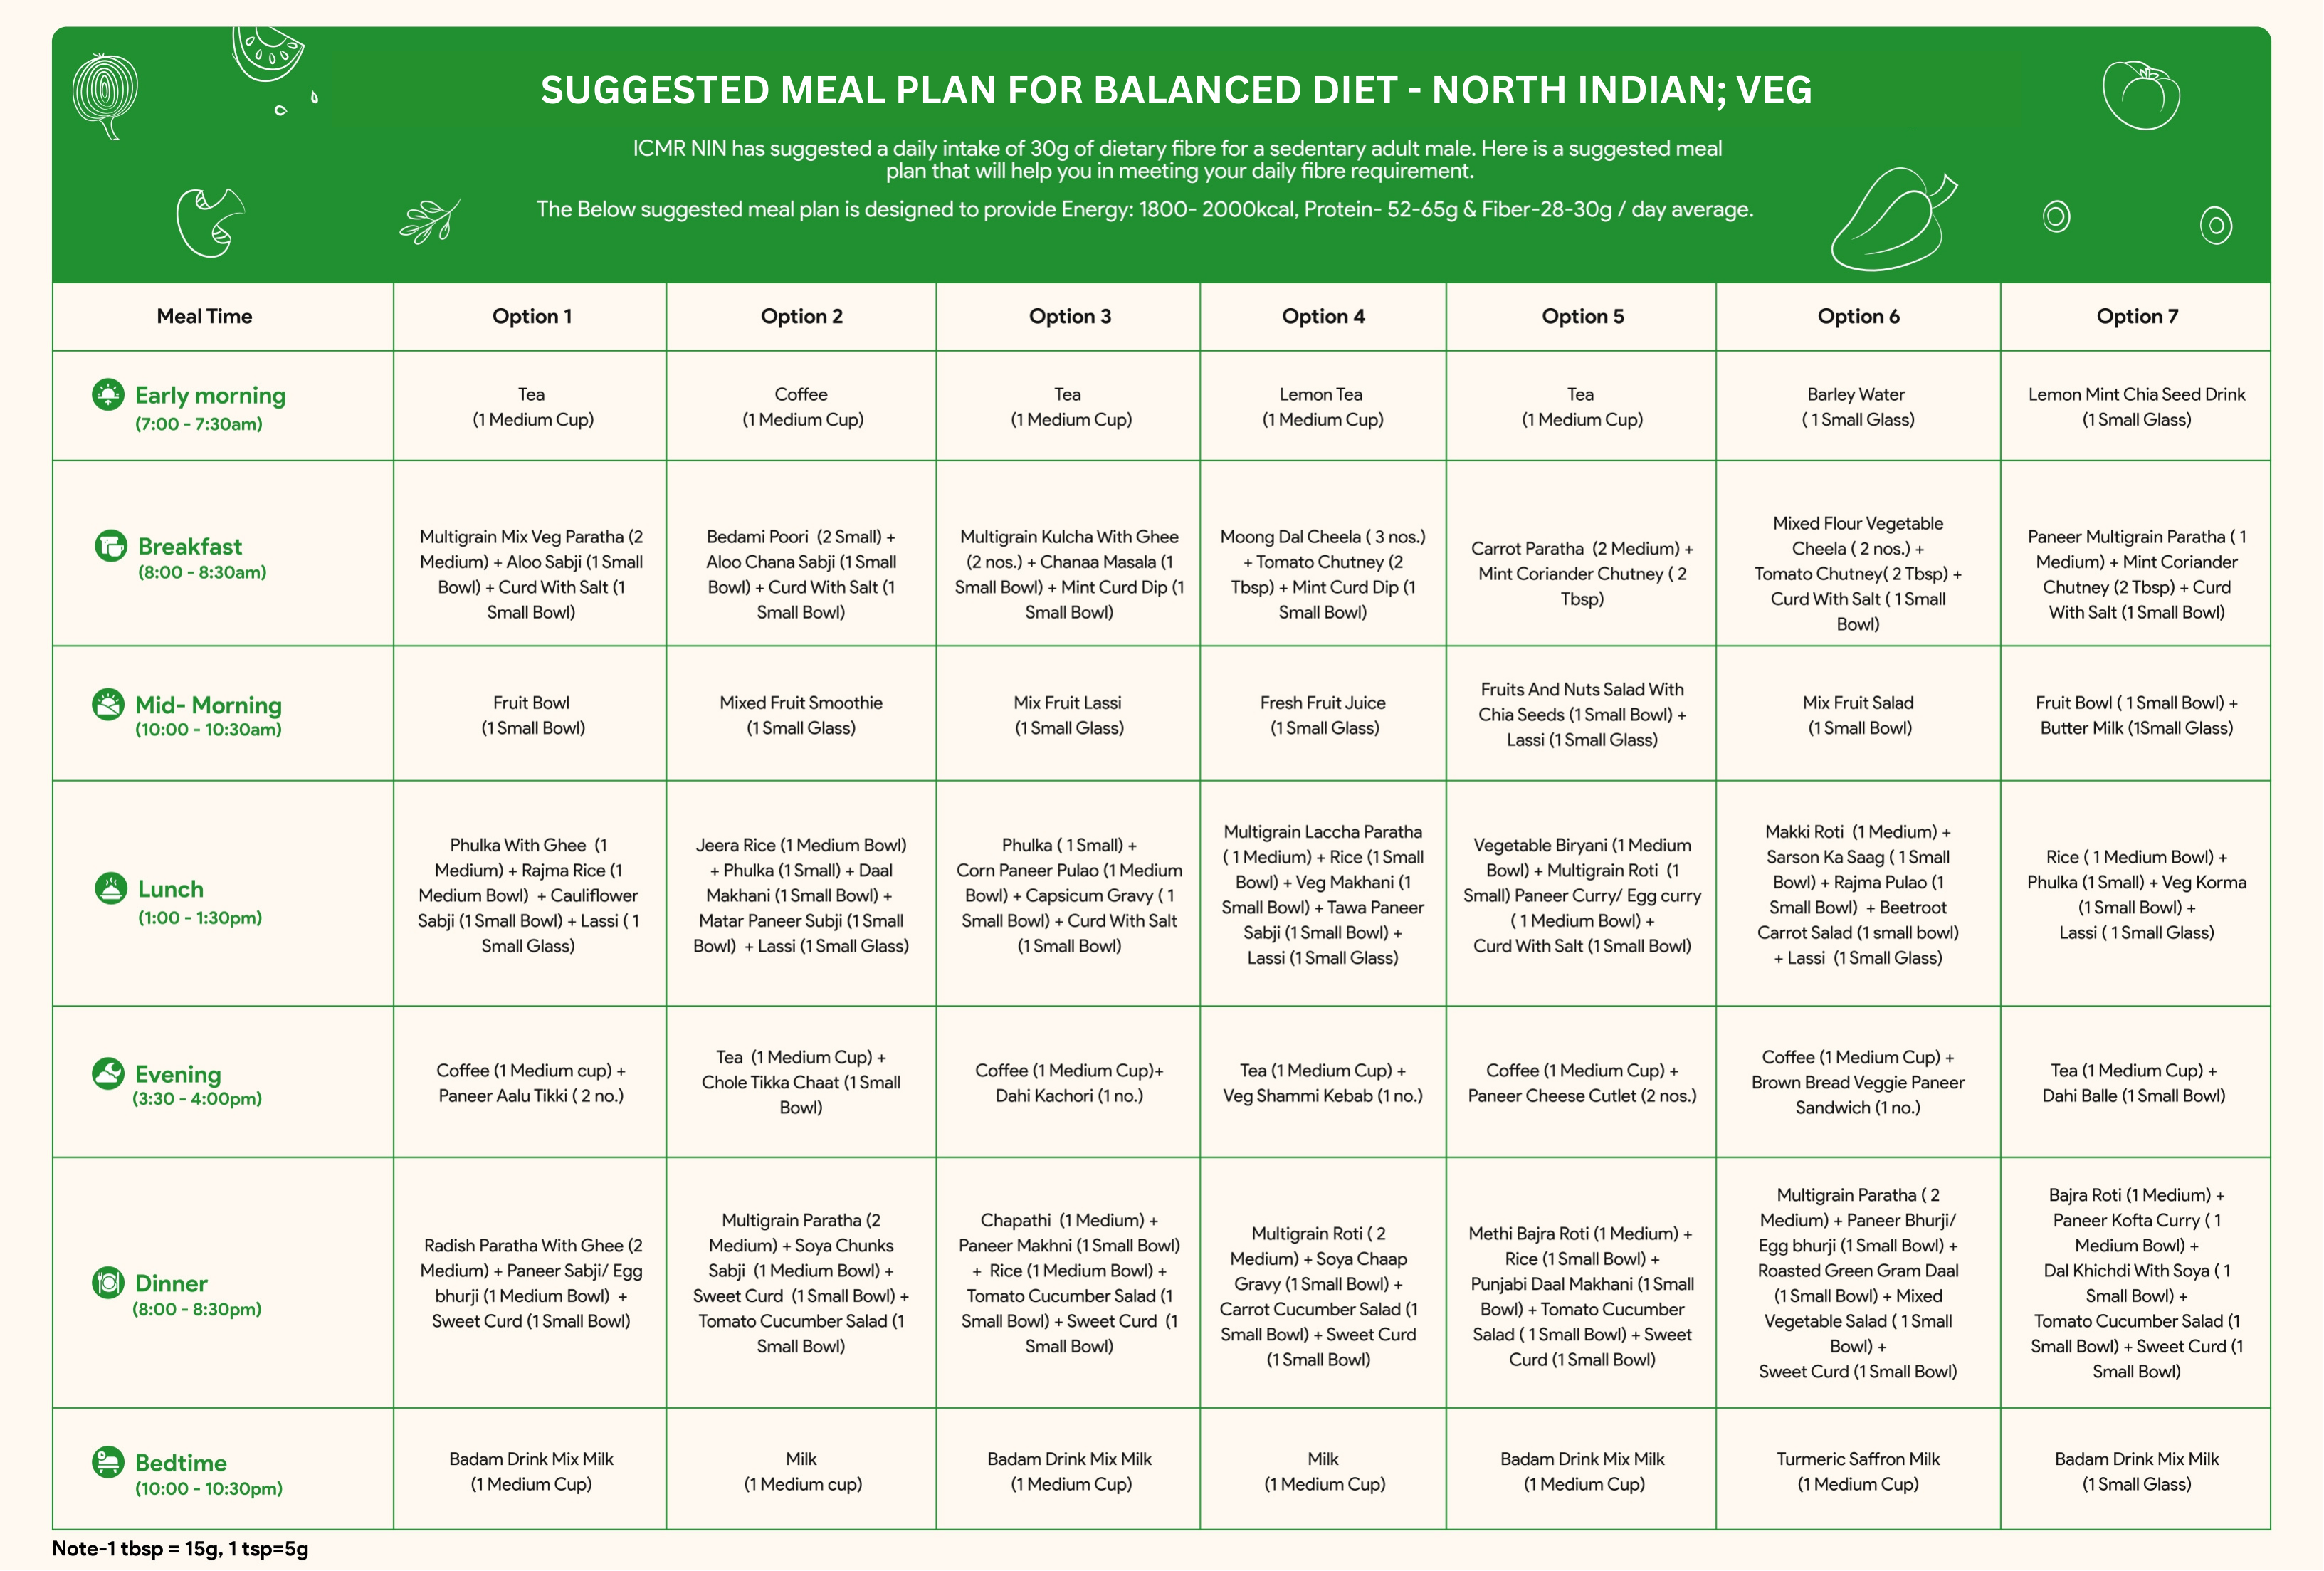 SUGGESTED MEAL PLAN FOR BALANCED DIET - NORTH INDIAN; VEG
ICMR NIN has suggested a daily intake of 30g of dietary fibre for a sedentary adult male. Here is a suggested meal
plan that will help you in meeting your daily fibre requirement.
The Below suggested meal plan is designed to provide Energy: 1800- 2000kcal, Protein- 52-65g & Fiber-28-30g / day average.
Meal Time
Option 1
Option 2
Option 3
Option 4
Option 5
Option 6
Option 7
Early morning
(7:00 - 7:30am)
Tea
(1 Medium Cup)
Coffee
(1 Medium Cup)
Tea
(1 Medium Cup)
Lemon Tea
(1 Medium Cup)
Tea
(1 Medium Cup)
Barley Water
( 1 Small Glass)
Lemon Mint Chia Seed Drink
(1 Small Glass)
Breakfast
(8:00 - 8:30am)
Multigrain Mix Veg Paratha (2
Medium) + Aloo Sabji (1 Small
Bowl) + Curd With Salt (1
Small Bowl)
Bedami Poori (2 Small) +
Aloo Chana Sabji (1 Small
Bowl) + Curd With Salt (1
Small Bowl)
Multigrain Kulcha With Ghee
(2 nos.) + Chanaa Masala (1
Small Bowl) + Mint Curd Dip (1
Small Bowl)
Moong Dal Cheela ( 3 nos.)
+ Tomato Chutney (2
Tbsp) + Mint Curd Dip (1
Small Bowl)
Carrot Paratha (2 Medium) +
Mint Coriander Chutney ( 2
Tbsp)
Mixed Flour Vegetable
Cheela ( 2 nos.) +
Tomato Chutney( 2 Tbsp) +
Curd With Salt ( 1 Small
Bowl)
Paneer Multigrain Paratha ( 1
Medium) + Mint Coriander
Chutney (2 Tbsp) + Curd
With Salt (1 Small Bowl)
Mid- Morning
(10:00 - 10:30am)
Fruit Bowl
(1 Small Bowl)
Mixed Fruit Smoothie
(1 Small Glass)
Mix Fruit Lassi
(1 Small Glass)
Fresh Fruit Juice
(1 Small Glass)
Fruits And Nuts Salad With
Chia Seeds (1 Small Bowl) +
Lassi (1 Small Glass)
Mix Fruit Salad
(1 Small Bowl)
Fruit Bowl ( 1 Small Bowl) +
Butter Milk (1Small Glass)
Lunch
(1:00 - 1:30pm)
Phulka With Ghee (1
Medium) + Rajma Rice (1
Medium Bowl) + Cauliflower
Sabji (1 Small Bowl) + Lassi ( 1
Small Glass)
Jeera Rice (1 Medium Bowl)
+ Phulka (1 Small) + Daal
Makhani (1 Small Bowl) +
Matar Paneer Subji (1 Small
Bowl) + Lassi (1 Small Glass)
Phulka ( 1 Small) +
Corn Paneer Pulao (1 Medium
Bowl) + Capsicum Gravy ( 1
Small Bowl) + Curd With Salt
(1 Small Bowl)
Multigrain Laccha Paratha
( 1 Medium) + Rice (1 Small
Bowl) + Veg Makhani (1
Small Bowl) + Tawa Paneer
Sabji (1 Small Bowl) +
Lassi (1 Small Glass)
Vegetable Biryani (1 Medium
Bowl) + Multigrain Roti (1
Small) Paneer Curry/ Egg curry
( 1 Medium Bowl) +
Curd With Salt (1 Small Bowl)
Makki Roti (1 Medium) +
Sarson Ka Saag ( 1 Small
Bowl) + Rajma Pulao (1
Small Bowl) + Beetroot
Carrot Salad (1 small bowl)
+ Lassi (1 Small Glass)
Rice ( 1 Medium Bowl) +
Phulka (1 Small) + Veg Korma
(1 Small Bowl) +
Lassi ( 1 Small Glass)
Evening
(3:30 - 4:00pm)
Coffee (1 Medium cup) +
Paneer Aalu Tikki ( 2 no.)
Tea (1 Medium Cup) +
Chole Tikka Chaat (1 Small
Bowl)
Coffee (1 Medium Cup)+
Dahi Kachori (1 no.)
Tea (1 Medium Cup) +
Veg Shammi Kebab (1 no.)
Coffee (1 Medium Cup) +
Paneer Cheese Cutlet (2 nos.)
Coffee (1 Medium Cup) +
Brown Bread Veggie Paneer
Sandwich (1 no.)
Tea (1 Medium Cup) +
Dahi Balle (1 Small Bowl)
Dinner
(8:00 - 8:30pm)
Radish Paratha With Ghee (2
Medium) + Paneer Sabji/ Egg
bhurji (1 Medium Bowl) +
Sweet Curd (1 Small Bowl)
Multigrain Paratha (2
Medium) + Soya Chunks
Sabji (1 Medium Bowl) +
Sweet Curd (1 Small Bowl) +
Tomato Cucumber Salad (1
Small Bowl)
Chapathi (1 Medium) +
Paneer Makhni (1 Small Bowl)
+ Rice (1 Medium Bowl) +
Tomato Cucumber Salad (1
Small Bowl) + Sweet Curd (1
Small Bowl)
Multigrain Roti ( 2
Medium) + Soya Chaap
Gravy (1 Small Bowl) +
Carrot Cucumber Salad (1
Small Bowl) + Sweet Curd
(1 Small Bowl)
Methi Bajra Roti (1 Medium) +
Rice (1 Small Bowl) +
Punjabi Daal Makhani (1 Small
Bowl) + Tomato Cucumber
Salad ( 1 Small Bowl) + Sweet
Curd (1 Small Bowl)
Multigrain Paratha ( 2
Medium) + Paneer Bhurji/
Egg bhurji (1 Small Bowl) +
Roasted Green Gram Daal
(1 Small Bowl) + Mixed
Vegetable Salad ( 1 Small
Bowl) +
Sweet Curd (1 Small Bowl)
Bajra Roti (1 Medium) +
Paneer Kofta Curry ( 1
Medium Bowl) +
Dal Khichdi With Soya ( 1
Small Bowl) +
Tomato Cucumber Salad (1
Small Bowl) + Sweet Curd (1
Small Bowl)
Bedtime
(10:00 - 10:30pm)
Badam Drink Mix Milk
(1 Medium Cup)
Milk
(1 Medium cup)
Badam Drink Mix Milk
(1 Medium Cup)
Milk
(1 Medium Cup)
Badam Drink Mix Milk
(1 Medium Cup)
Turmeric Saffron Milk
(1 Medium Cup)
Badam Drink Mix Milk
(1 Small Glass)
Note-1 tbsp = 15g, 1 tsp=5g